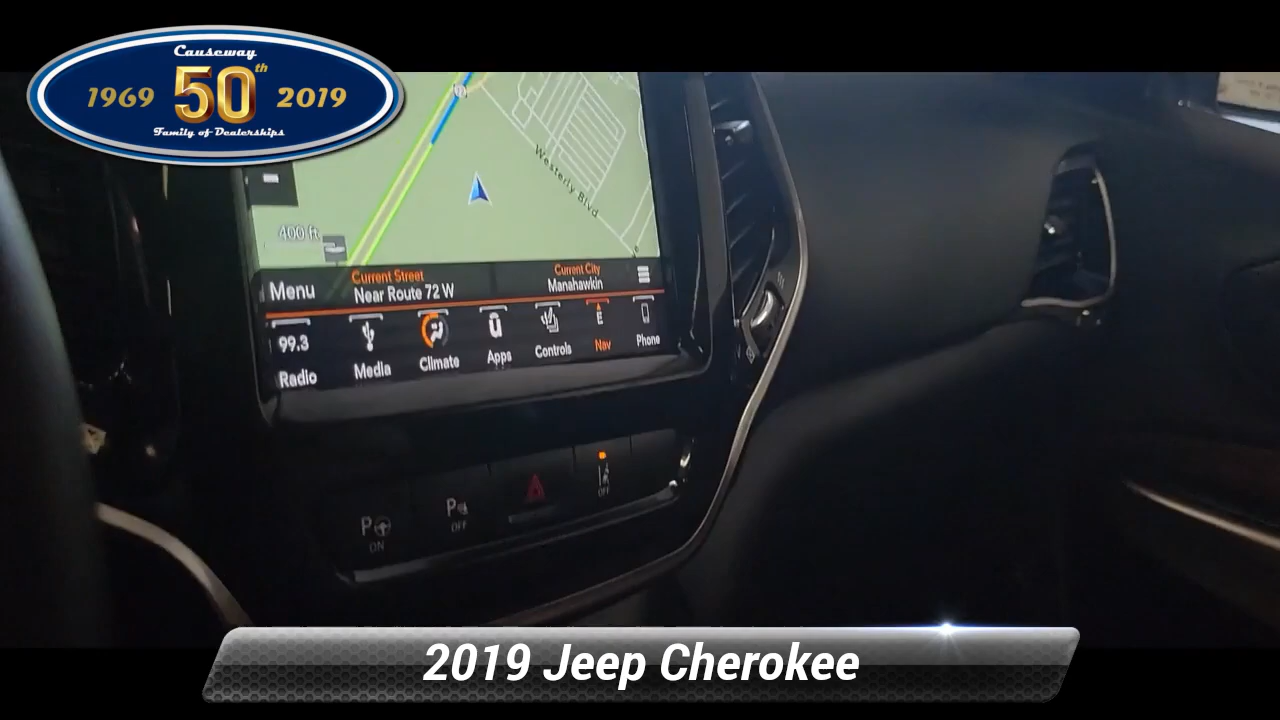 Causeway
1969 50th 2019
Family of Dealerships
Westerly Blvd
400 ft
Menu
Current Street
Near Route 72 W
Current City
Manahawkin
99.3
E
Radio
Media
Climate
Apps
Controls
Nav
Phone
P ON
P OFF
OFF
2019 Jeep Cherokee